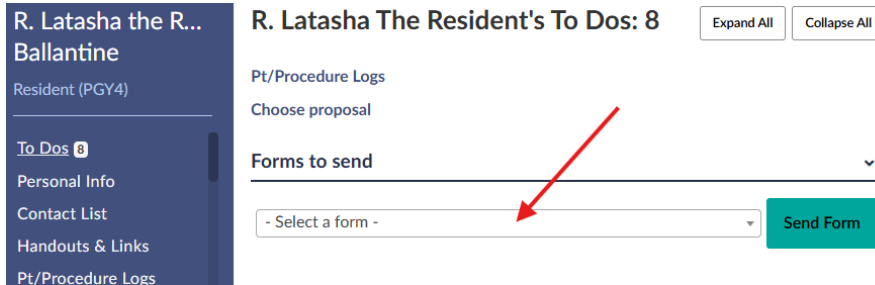 R. Latasha the R...
Ballantine
Resident (PGY4)
To Dos 8
Personal Info
Contact List
Handouts & Links
Pt/Procedure Logs
R. Latasha The Resident's To Dos: 8
Expand All
Collapse All
Pt/Procedure Logs
Choose proposal
Forms to send
- Select a form -
Send Form